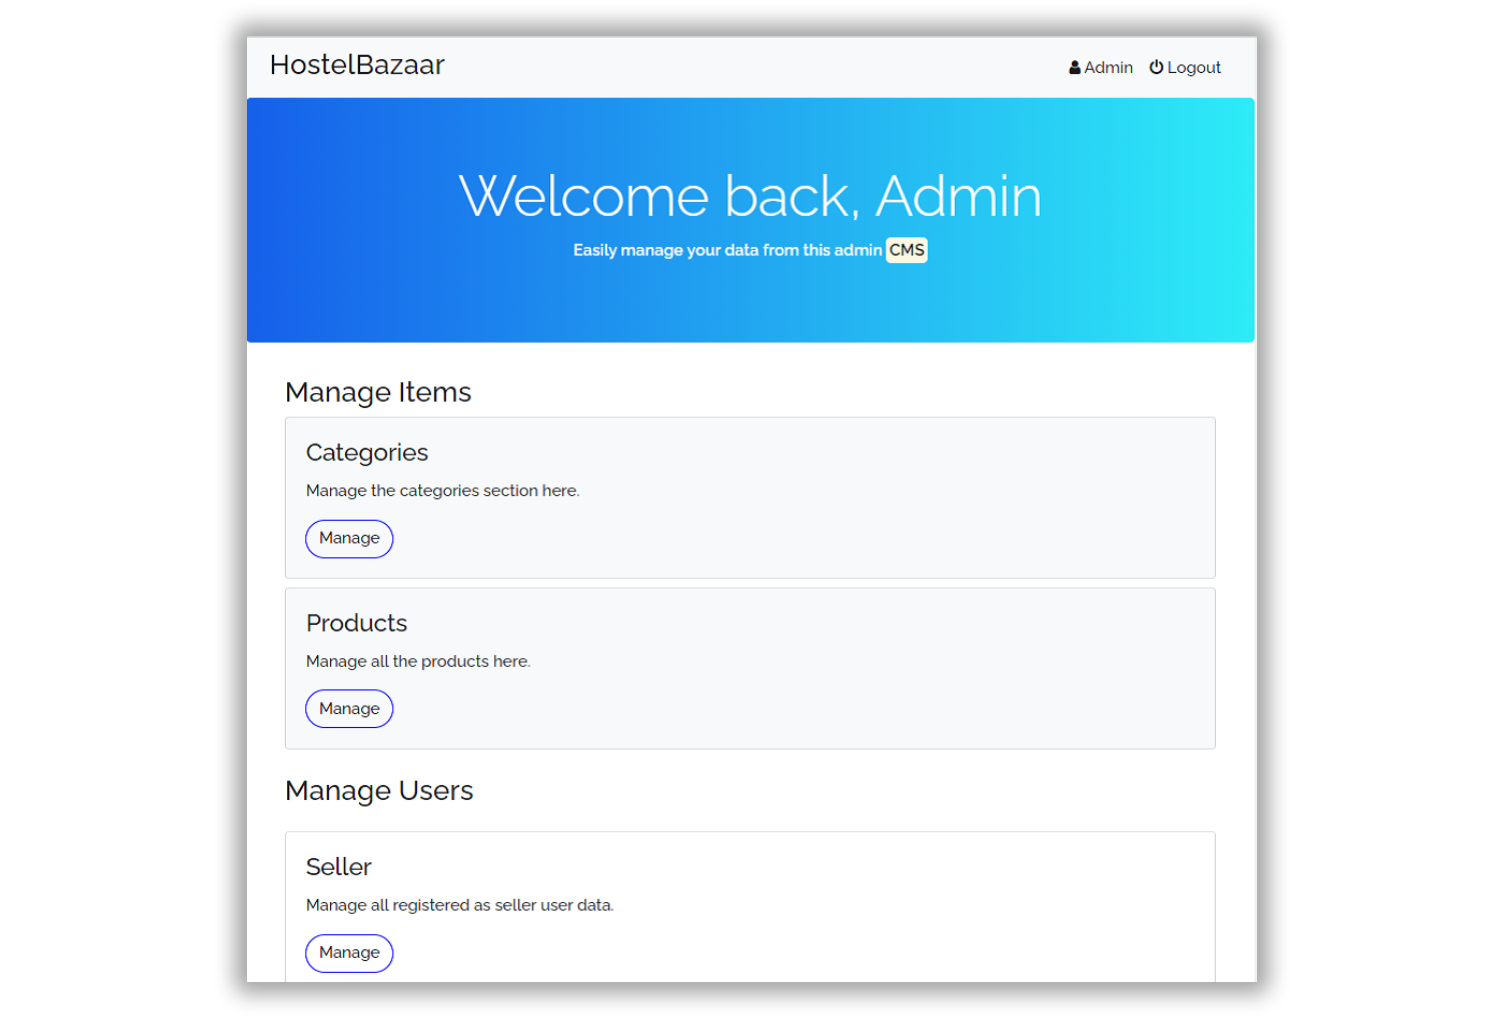 HostelBazaar
Admin Logout
Welcome back, Admin
Easily manage your data from this admin CMS
Manage Items
Categories
Manage the categories section here.
Manage
Products
Manage all the products here.
Manage
Manage Users
Seller
Manage all registered as seller user data.
Manage